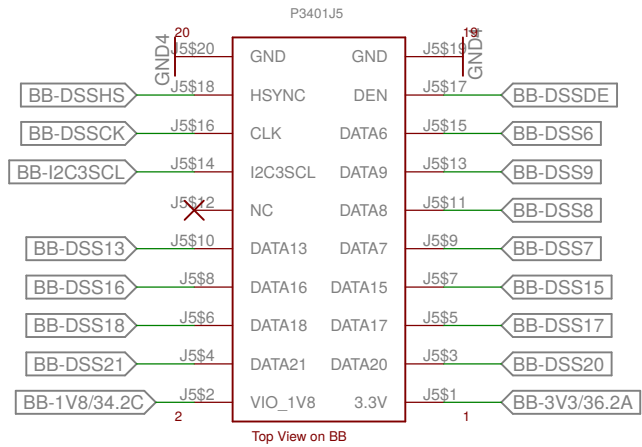 P3401J5
20 19
GND4 J5$20 GND GND J5$19 GND4
BB-DSSHS J5$18 HSYNC DEN J5$17 BB-DSSDE
BB-DSSCK J5$16 CLK DATA6 J5$15 BB-DSS6
BB-I2C3SCL J5$14 I2C3SCL DATA9 J5$13 BB-DSS9
J5$12 NC DATA8 J5$11 BB-DSS8
BB-DSS13 J5$10 DATA13 DATA7 J5$9 BB-DSS7
BB-DSS16 J5$8 DATA16 DATA15 J5$7 BB-DSS15
BB-DSS18 J5$6 DATA18 DATA17 J5$5 BB-DSS17
BB-DSS21 J5$4 DATA21 DATA20 J5$3 BB-DSS20
BB-1V8/34.2C J5$2 VIO_1V8 3.3V J5$1 BB-3V3/36.2A
2 1
Top View on BB